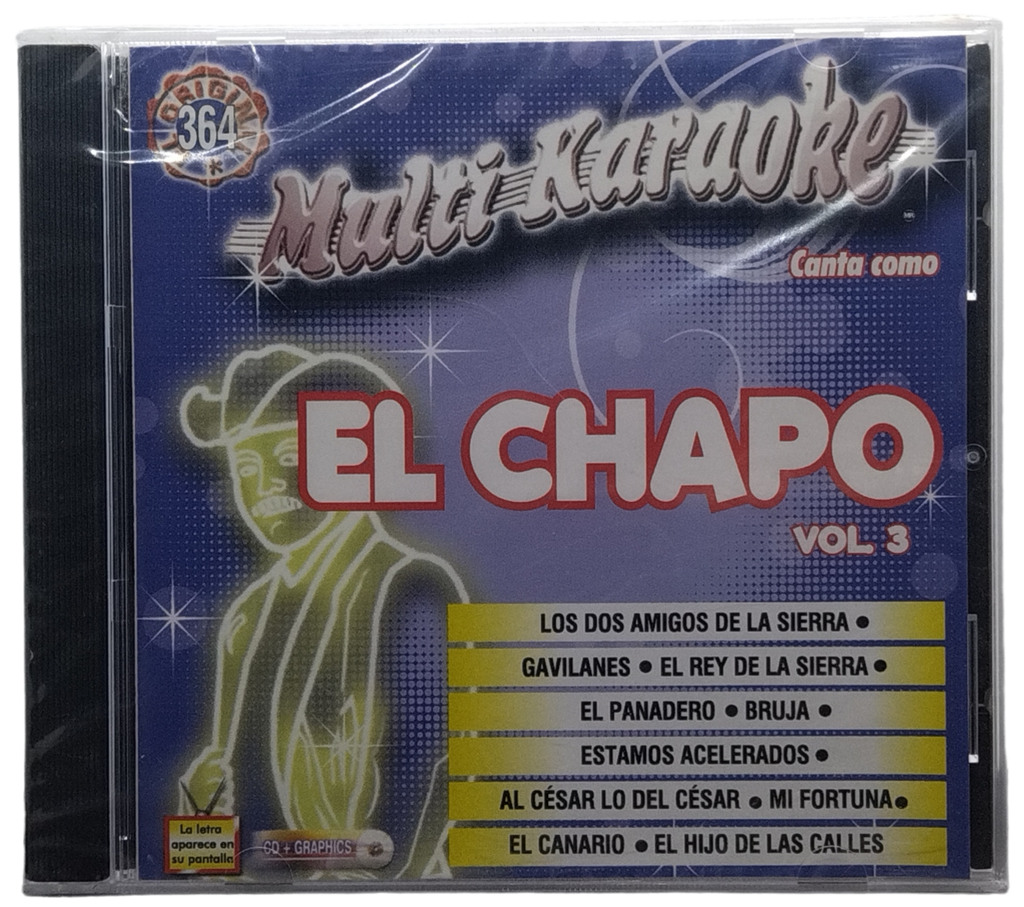 ORIGINAL
364
Multi Karaoke
MR
Canta como
EL CHAPO
VOL. 3
LOS DOS AMIGOS DE LA SIERRA •
GAVILANES • EL REY DE LA SIERRA •
EL PANADERO • BRUJA •
ESTAMOS ACELERADOS •
AL CÉSAR LO DEL CÉSAR • MI FORTUNA •
EL CANARIO • EL HIJO DE LAS CALLES
La letra
aparece en
su pantalla
CD + GRAPHICS